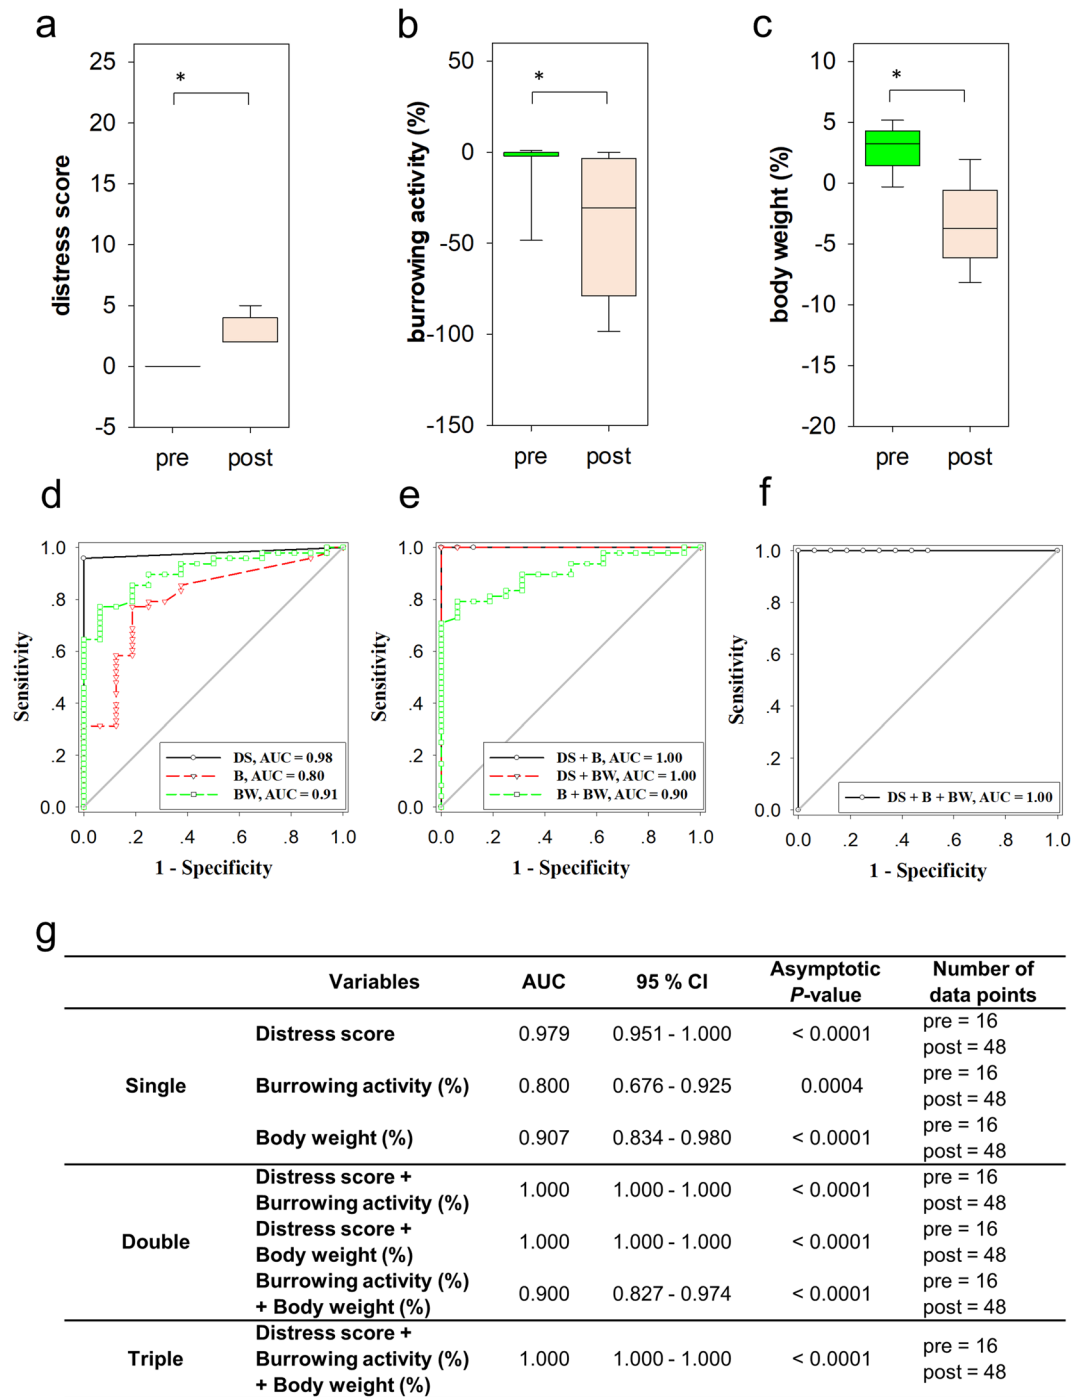 a
25
20
15
10
5
0
-5
distress score
*
pre
post
b
50
0
-50
-100
-150
burrowing activity (%)
*
pre
post
c
10
5
0
-5
-10
-15
-20
body weight (%)
*
pre
post
d
1.0
.8
.6
.4
.2
0.0
Sensitivity
DS, AUC = 0.98
B, AUC = 0.80
BW, AUC = 0.91
0.0 .2 .4 .6 .8 1.0
1 - Specificity
e
1.0
.8
.6
.4
.2
0.0
Sensitivity
DS + B, AUC = 1.00
DS + BW, AUC = 1.00
B + BW, AUC = 0.90
0.0 .2 .4 .6 .8 1.0
1 - Specificity
f
1.0
.8
.6
.4
.2
0.0
Sensitivity
DS + B + BW, AUC = 1.00
0.0 .2 .4 .6 .8 1.0
1 - Specificity
g
Variables AUC 95 % CI Asymptotic Number of
P-value data points
Single
Distress score 0.979 0.951 - 1.000 < 0.0001 pre = 16
post = 48
Burrowing activity (%) 0.800 0.676 - 0.925 0.0004 pre = 16
post = 48
Body weight (%) 0.907 0.834 - 0.980 < 0.0001 pre = 16
post = 48
Double
Distress score +
Burrowing activity (%) 1.000 1.000 - 1.000 < 0.0001 pre = 16
post = 48
Distress score +
Body weight (%) 1.000 1.000 - 1.000 < 0.0001 pre = 16
post = 48
Burrowing activity (%)
+ Body weight (%) 0.900 0.827 - 0.974 < 0.0001 pre = 16
post = 48
Triple
Distress score +
Burrowing activity (%)
+ Body weight (%) 1.000 1.000 - 1.000 < 0.0001 pre = 16
post = 48